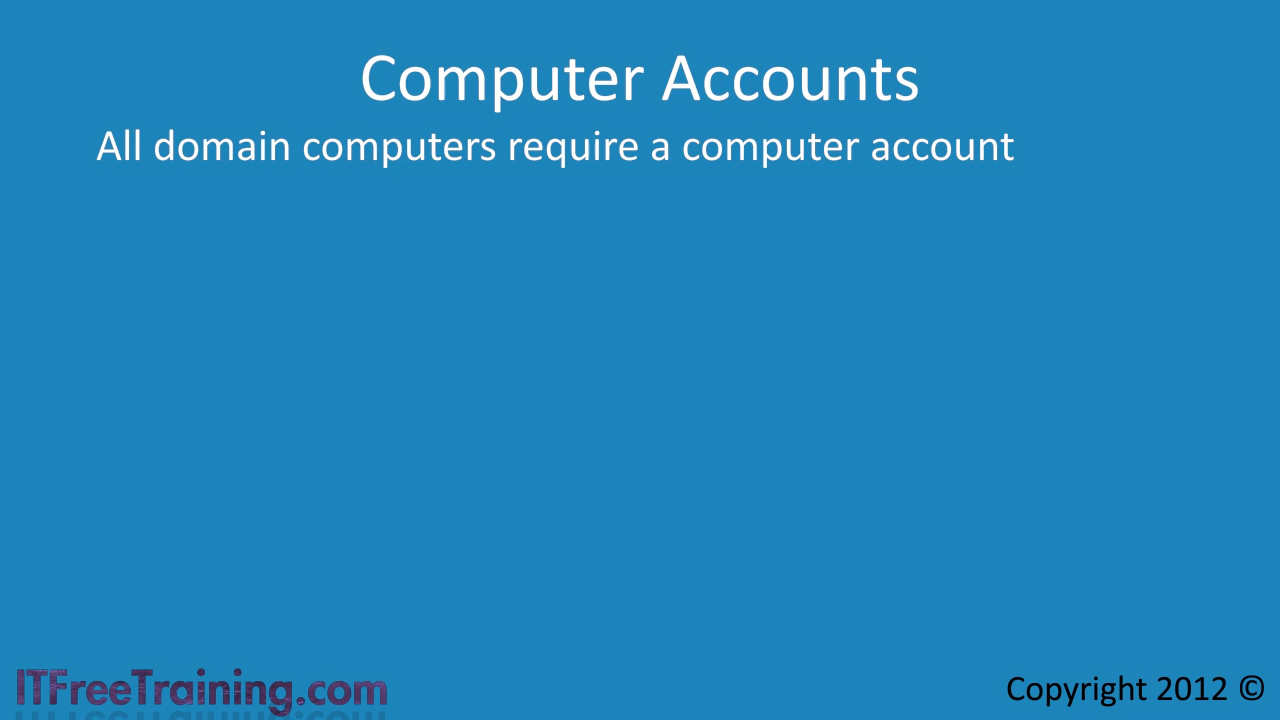 Computer Accounts
All domain computers require a computer account
ITFreeTraining.com
Copyright 2012 ©